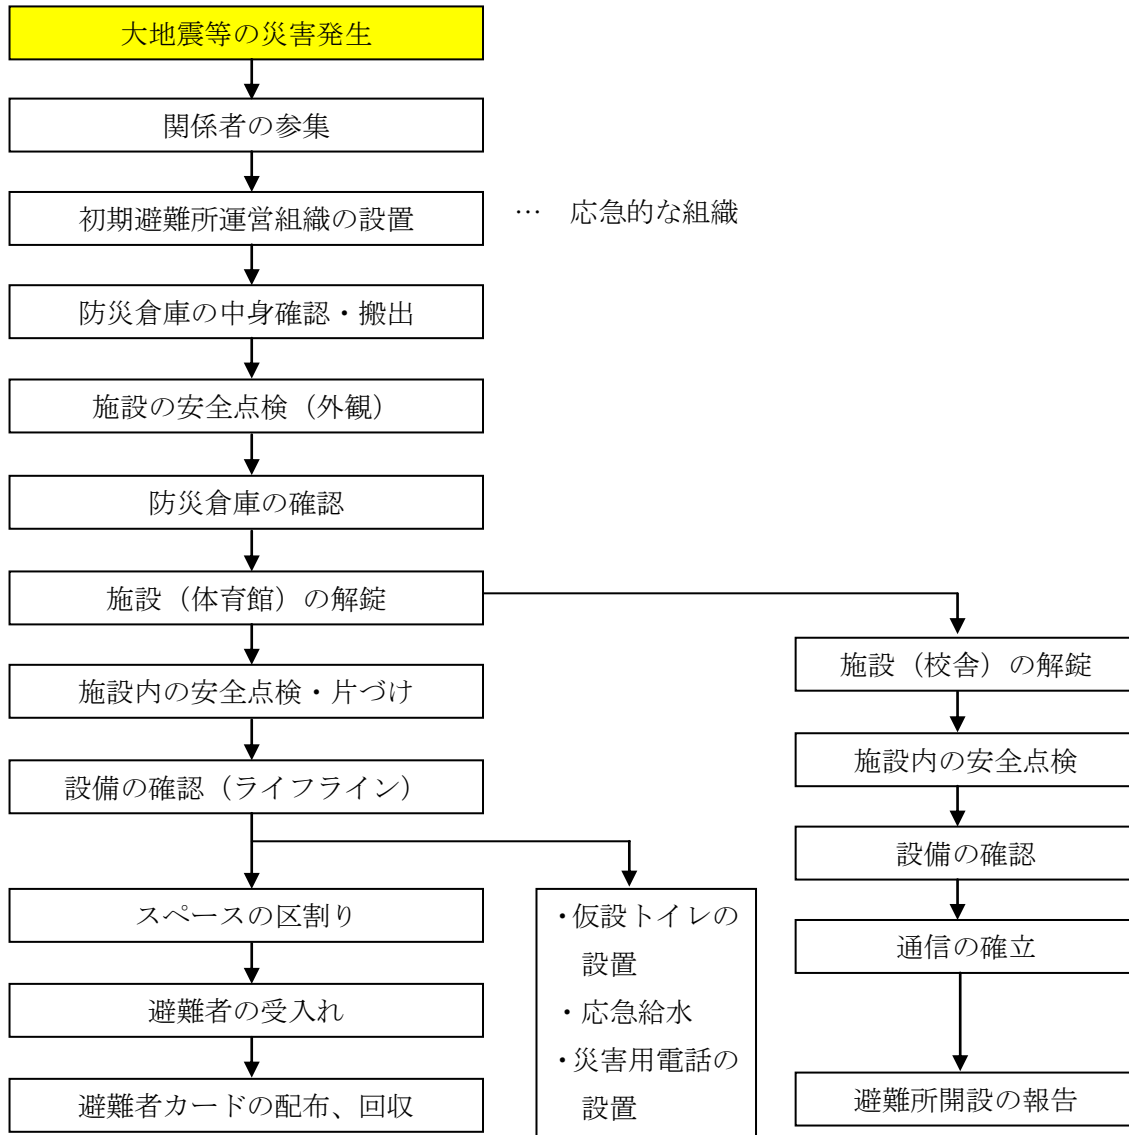 大地震等の災害発生
関係者の参集
初期避難所運営組織の設置
… 応急的な組織
防災倉庫の中身確認・搬出
施設の安全点検（外観）
防災倉庫の確認
施設（体育館）の解錠
施設内の安全点検・片づけ
設備の確認（ライフライン）
スペースの区割り
避難者の受入れ
避難者カードの配布、回収
・仮設トイレの
設置
・応急給水
・災害用電話の
設置
施設（校舎）の解錠
施設内の安全点検
設備の確認
通信の確立
避難所開設の報告